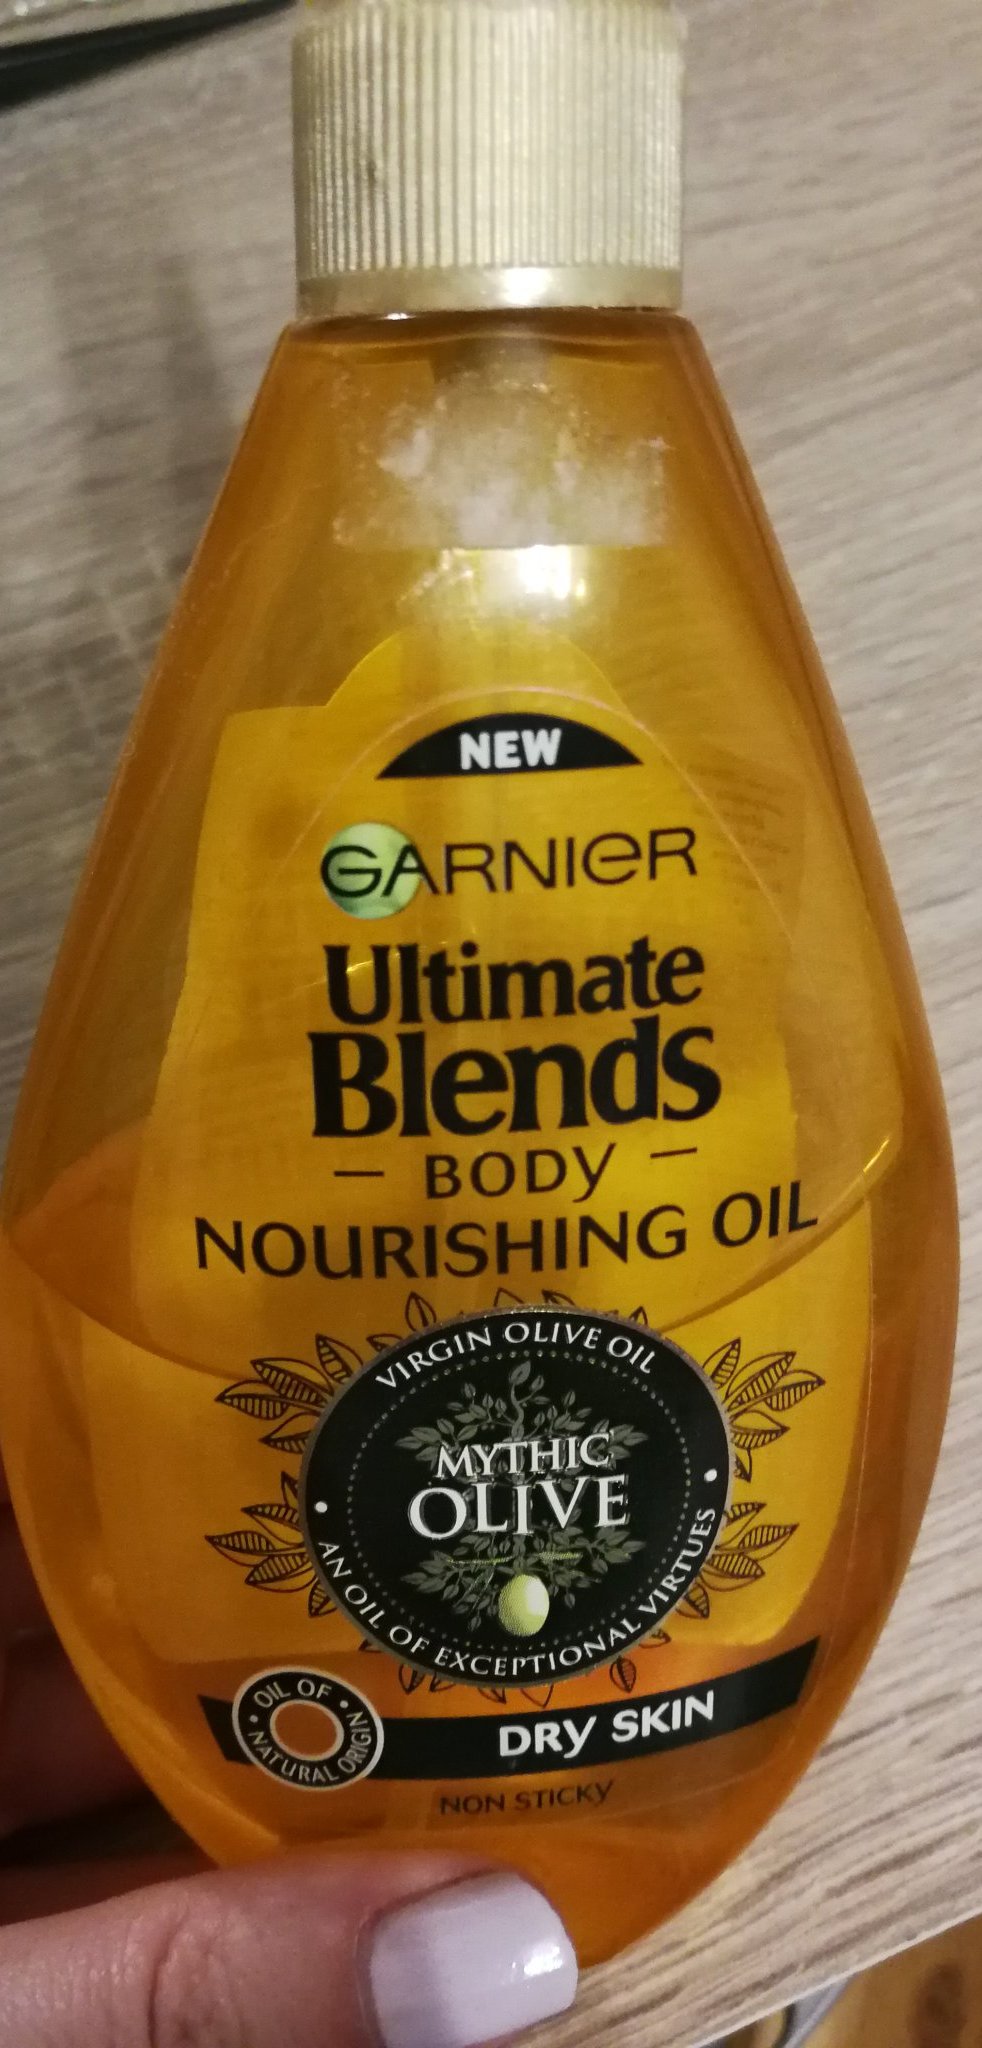 NEW
GARNIER
Ultimate
Blends
— BODY —
NOURISHING OIL
VIRGIN OLIVE OIL
MYTHIC
OLIVE
AN OIL OF EXCEPTIONAL VIRTUES
OIL OF
NATURAL ORIGIN
DRY SKIN
NON STICKY